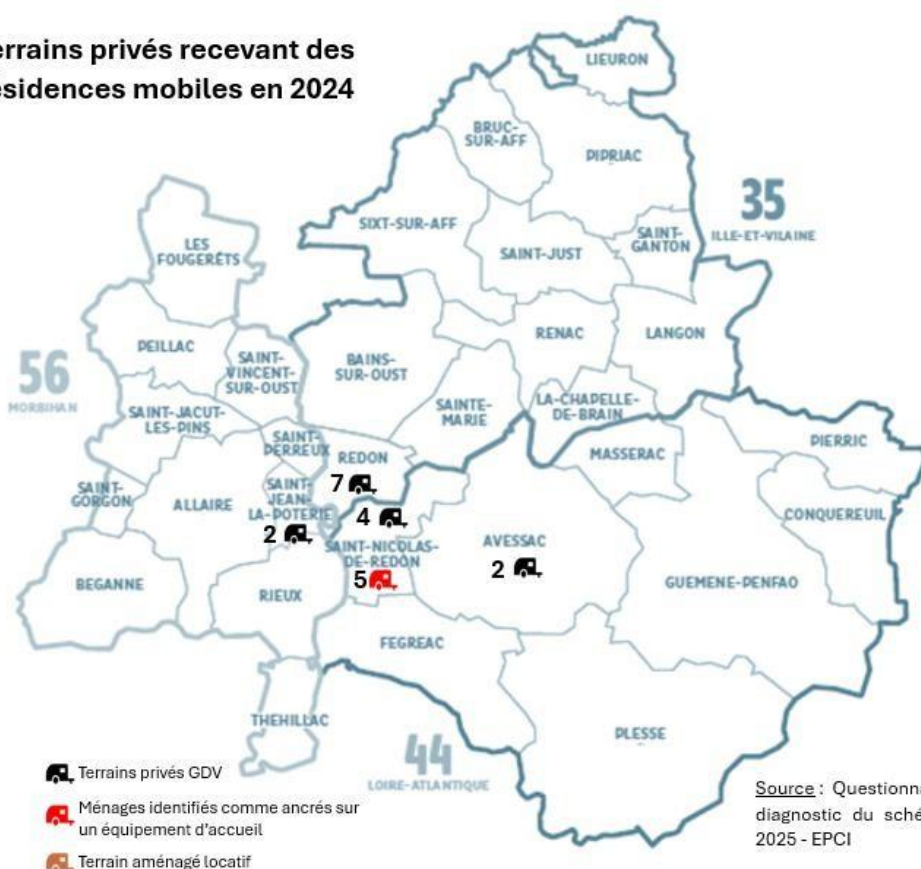 errains privés recevant des
ésidences mobiles en 2024
LIEURON
BRUC-
SUR-AFF
PIPRIAC
35
ILLE-ET-VILAINE
SIXT-SUR-AFF
SAINT-
GANTON
SAINT-JUST
LES
FOUGERÊTS
RENAC
LANGON
PEILLAC
SAINT-
VINCENT-
SUR-OUST
BAINS-
SUR-OUST
56
MORBIHAN
SAINT-JACUT-
LES-PINS
SAINTE-
MARIE
LA-CHAPELLE-
DE-BRAIN
SAINT-
PERREUX
REDON
MASSERAC
PIERRIC
7
SAINT-
GORGON
ALLAIRE
SAINT-
JEAN-
LA-POTERIE
4
CONQUEREUIL
2
SAINT-NICOLAS-
DE-REDON
AVESSAC
2
5
BEGANNE
RIEUX
GUEMENE-PENFAO
FEGREAC
THEHILLAC
PLESSE
44
LOIRE-ATLANTIQUE
Terrains privés GDV
Ménages identifiés comme ancrés sur
un équipement d'accueil
Terrain aménagé locatif
Source : Questionn
diagnostic du sché
2025 - EPCI